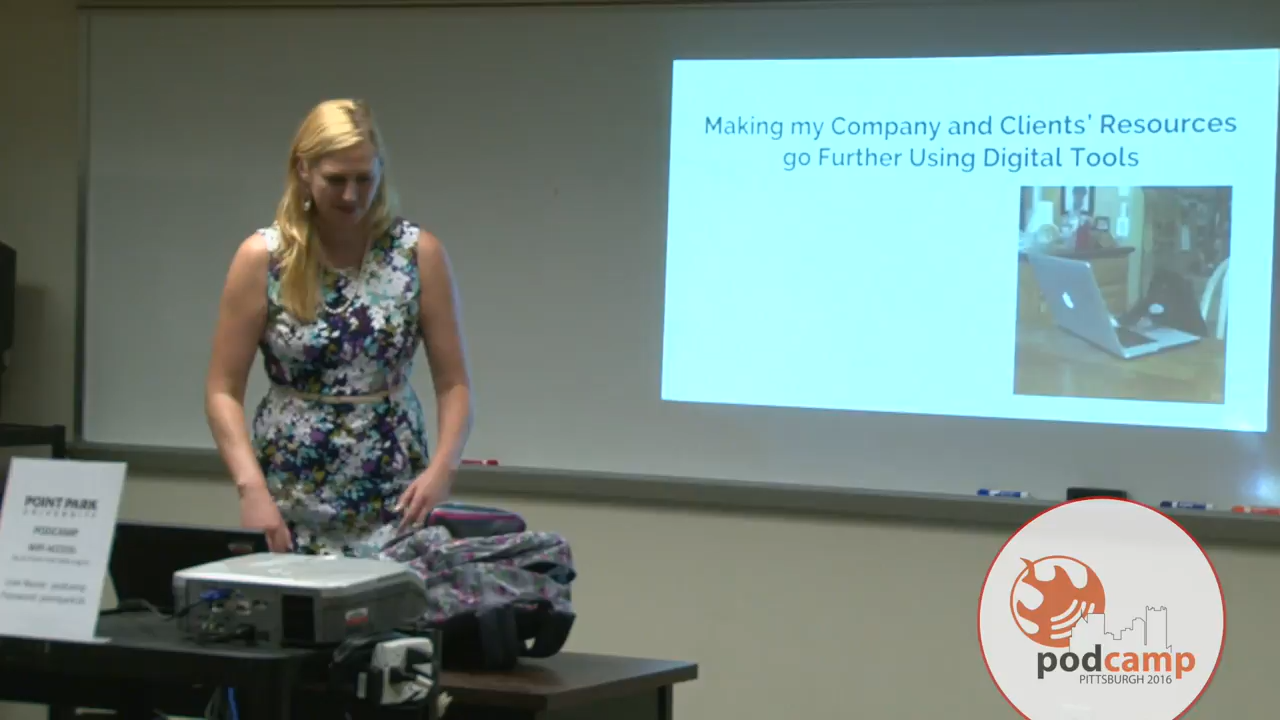 Making my Company and Clients' Resources
go Further Using Digital Tools
POINT PARK
UNIVERSITY
PODCAMP
WIFI ACCESS
podcamp
PITTSBURGH 2016